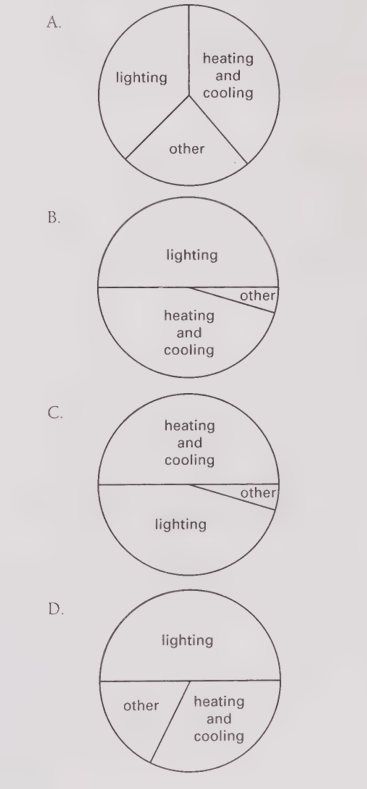 A.
lighting
heating
and
cooling
other
B.
lighting
other
heating
and
cooling
C.
heating
and
cooling
other
lighting
D.
lighting
other
heating
and
cooling